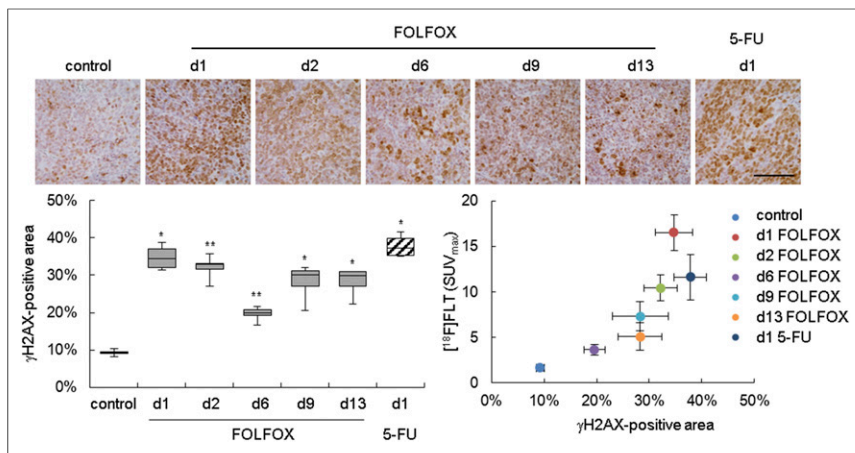 FOLFOX
5-FU
control d1 d2 d6 d9 d13 d1
50%
40%
30%
20%
10%
0%
γH2AX-positive area
* ** ** * * *
control d1 d2 d6 d9 d13 d1
FOLFOX 5-FU
20
15
10
5
0
[¹⁸F]FLT (SUVmax)
0% 10% 20% 30% 40% 50%
γH2AX-positive area
control
d1 FOLFOX
d2 FOLFOX
d6 FOLFOX
d9 FOLFOX
d13 FOLFOX
d1 5-FU